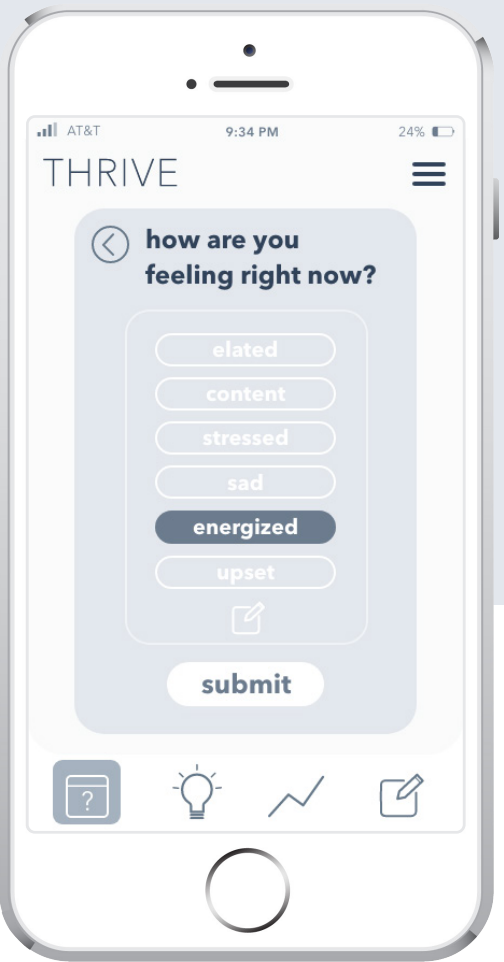 AT&T 9:34 PM 24%
THRIVE
how are you
feeling right now?
elated
content
stressed
sad
energized
upset
submit
?